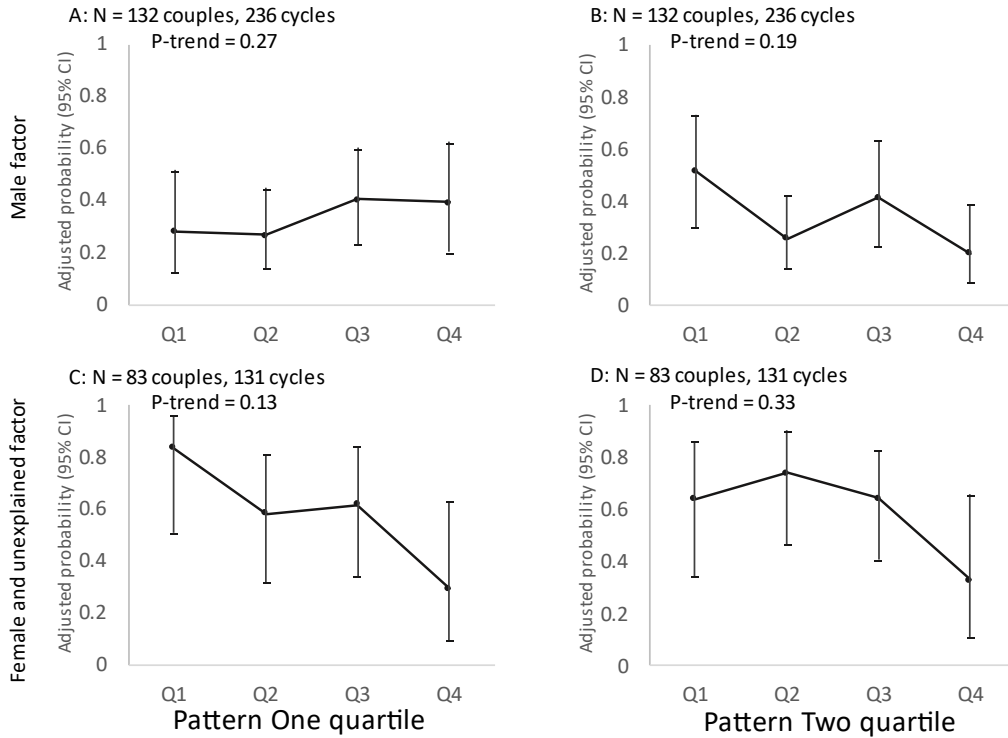 A: N = 132 couples, 236 cycles
P-trend = 0.27
Male factor
Adjusted probability (95% CI)
1
0.8
0.6
0.4
0.2
0
Q1 Q2 Q3 Q4
B: N = 132 couples, 236 cycles
P-trend = 0.19
Adjusted probability (95% CI)
1
0.8
0.6
0.4
0.2
0
Q1 Q2 Q3 Q4
C: N = 83 couples, 131 cycles
P-trend = 0.13
Female and unexplained factor
Adjusted probability (95% CI)
1
0.8
0.6
0.4
0.2
0
Q1 Q2 Q3 Q4
Pattern One quartile
D: N = 83 couples, 131 cycles
P-trend = 0.33
Adjusted probability (95% CI)
1
0.8
0.6
0.4
0.2
0
Q1 Q2 Q3 Q4
Pattern Two quartile